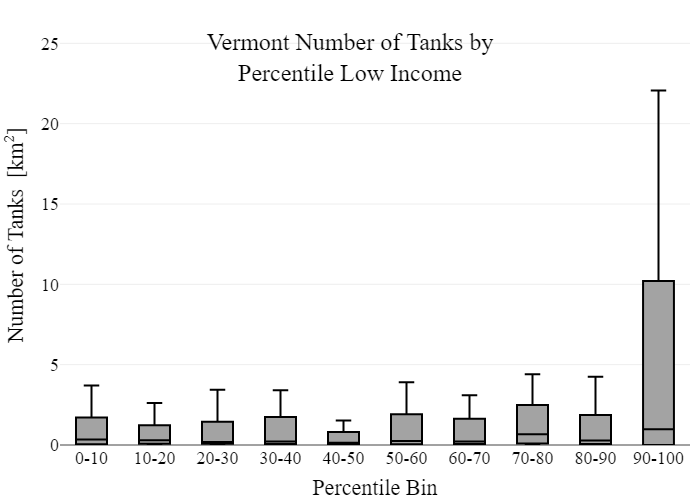 Vermont Number of Tanks by
Percentile Low Income
Number of Tanks [km²]
25
20
15
10
5
0
0-10 10-20 20-30 30-40 40-50 50-60 60-70 70-80 80-90 90-100
Percentile Bin